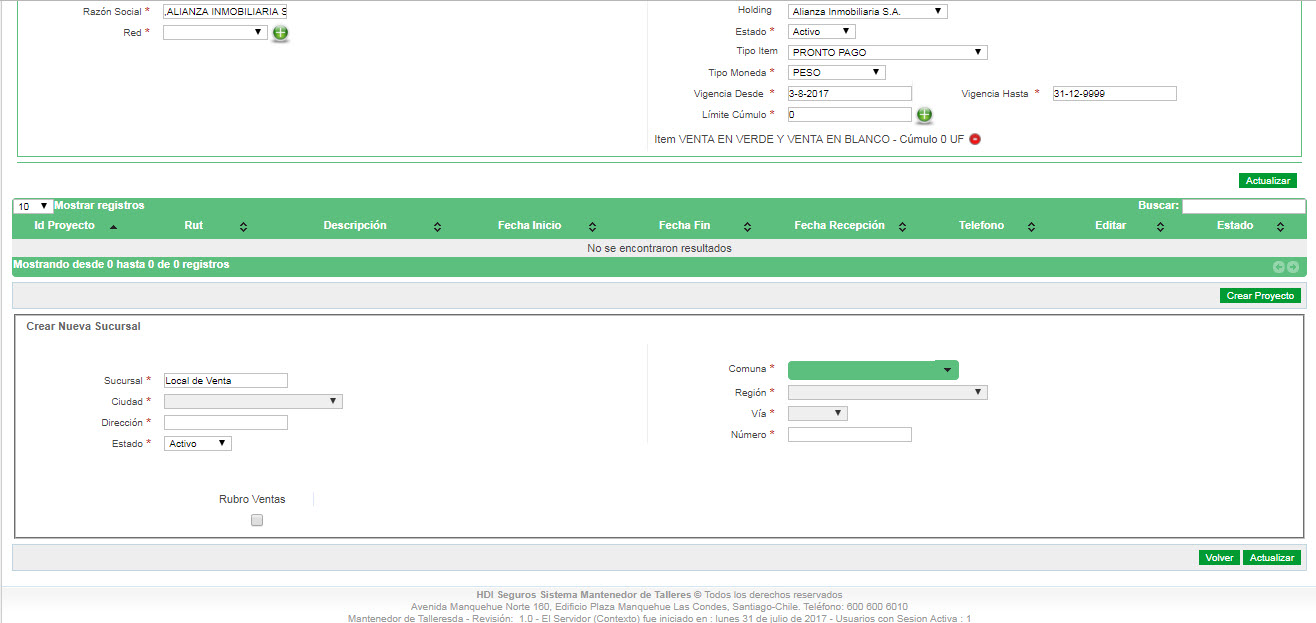 Razón Social * ,ALIANZA INMOBILIARIA S
Red *
Holding Alianza Inmobiliaria S.A.
Estado * Activo
Tipo Item PRONTO PAGO
Tipo Moneda * PESO
Vigencia Desde * 3-8-2017 Vigencia Hasta * 31-12-9999
Límite Cúmulo * 0
Item VENTA EN VERDE Y VENTA EN BLANCO - Cúmulo 0 UF
Actualizar
10 Mostrar registros Buscar:
Id Proyecto Rut Descripción Fecha Inicio Fecha Fin Fecha Recepción Telefono Editar Estado
No se encontraron resultados
Mostrando desde 0 hasta 0 de 0 registros
Crear Proyecto
Crear Nueva Sucursal
Sucursal * Local de Venta
Ciudad *
Dirección *
Estado * Activo
Comuna *
Región *
Vía *
Número *
Rubro Ventas
Volver Actualizar
HDI Seguros Sistema Mantenedor de Talleres © Todos los derechos reservados
Avenida Manquehue Norte 160, Edificio Plaza Manquehue Las Condes, Santiago-Chile. Teléfono: 600 600 6010
Mantenedor de Talleresda - Revisión: 1.0 - El Servidor (Contexto) fue iniciado en : lunes 31 de julio de 2017 - Usuarios con Sesion Activa : 1